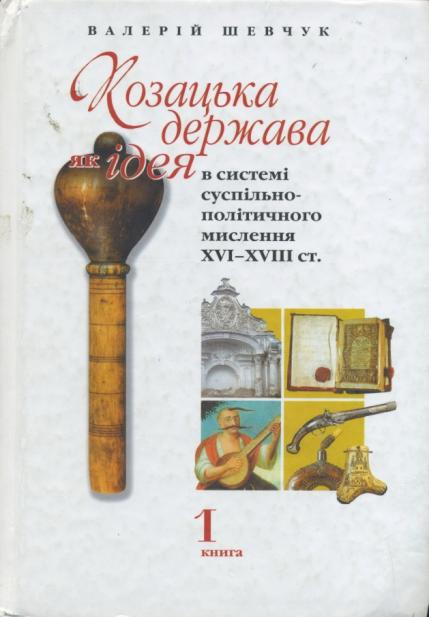 ВАЛЕРІЙ ШЕВЧУК
Козацька
держава
як ідея
в системі
суспільно-
політичного
мислення
XVI–XVIII ст.
1
книга